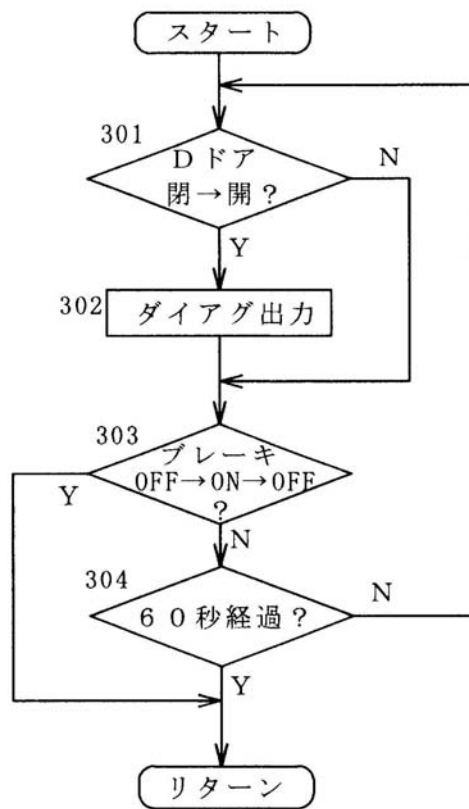 スタート
301
Dドア
閉→開?
N
Y
302
ダイアグ出力
303
ブレーキ
OFF→ON→OFF
?
Y
N
304
60秒経過?
N
Y
リターン